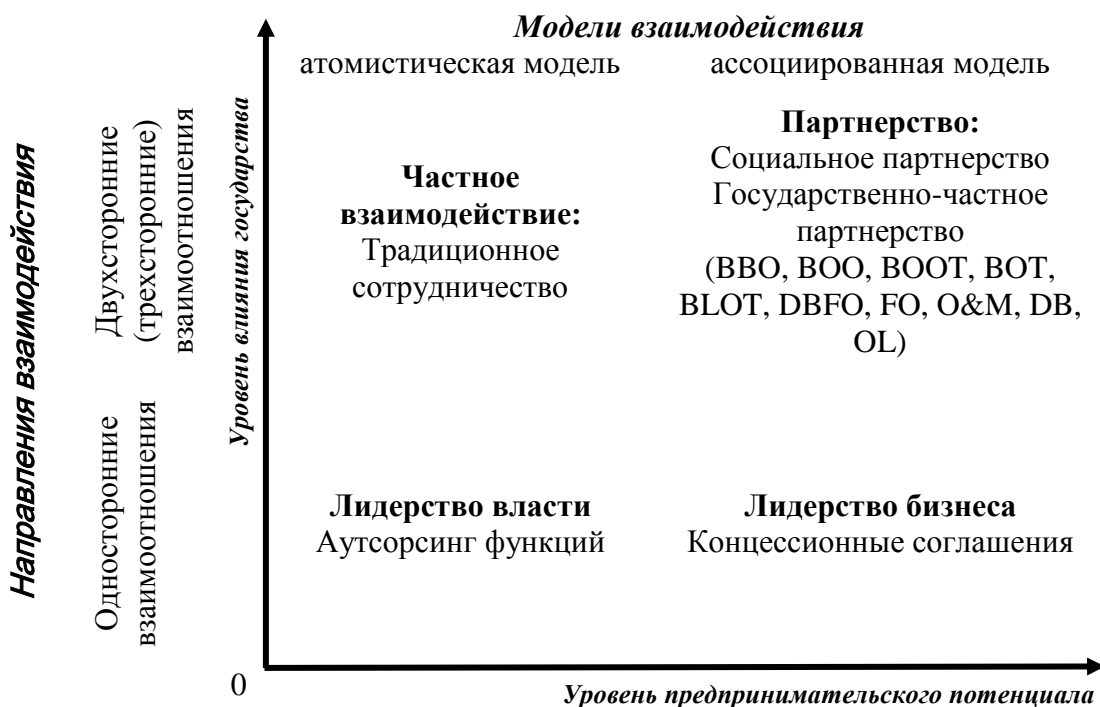 Модели взаимодействия
атомистическая модель
ассоциированная модель
Направления взаимодействия
Двухсторонние
(трехсторонние)
взаимоотношения
Односторонние
взаимоотношения
Уровень влияния государства
Частное
взаимодействие:
Традиционное
сотрудничество
Партнерство:
Социальное партнерство
Государственно-частное
партнерство
(BBO, BOO, BOOT, BOT,
BLOT, DBFO, FO, O&M, DB,
OL)
Лидерство власти
Аутсорсинг функций
Лидерство бизнеса
Концессионные соглашения
0
Уровень предпринимательского потенциала